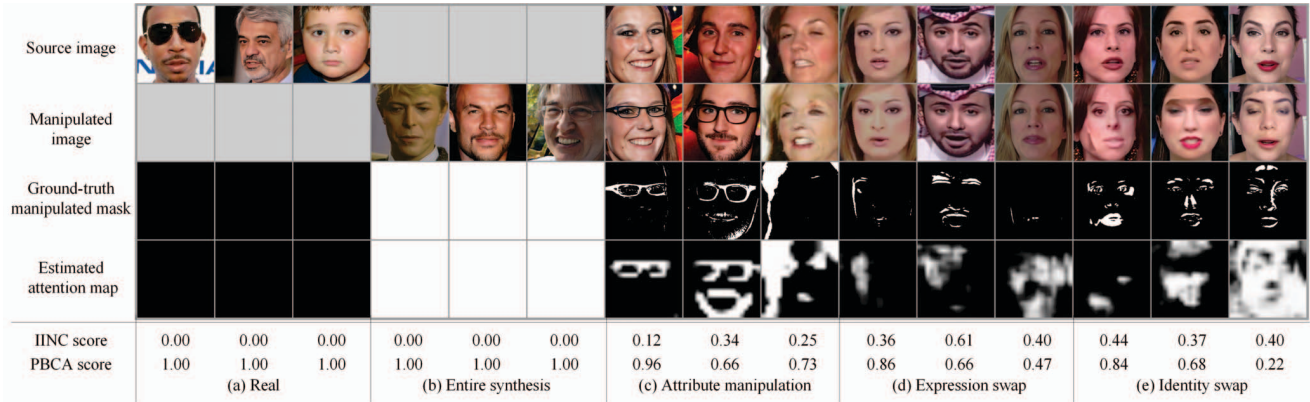 Source image
Manipulated
image
Ground-truth
manipulated mask
Estimated
attention map
IINC score 0.00 0.00 0.00 0.00 0.00 0.00 0.12 0.34 0.25 0.36 0.61 0.40 0.44 0.37 0.40
PBCA score 1.00 1.00 1.00 1.00 1.00 1.00 0.96 0.66 0.73 0.86 0.66 0.47 0.84 0.68 0.22
(a) Real (b) Entire synthesis (c) Attribute manipulation (d) Expression swap (e) Identity swap